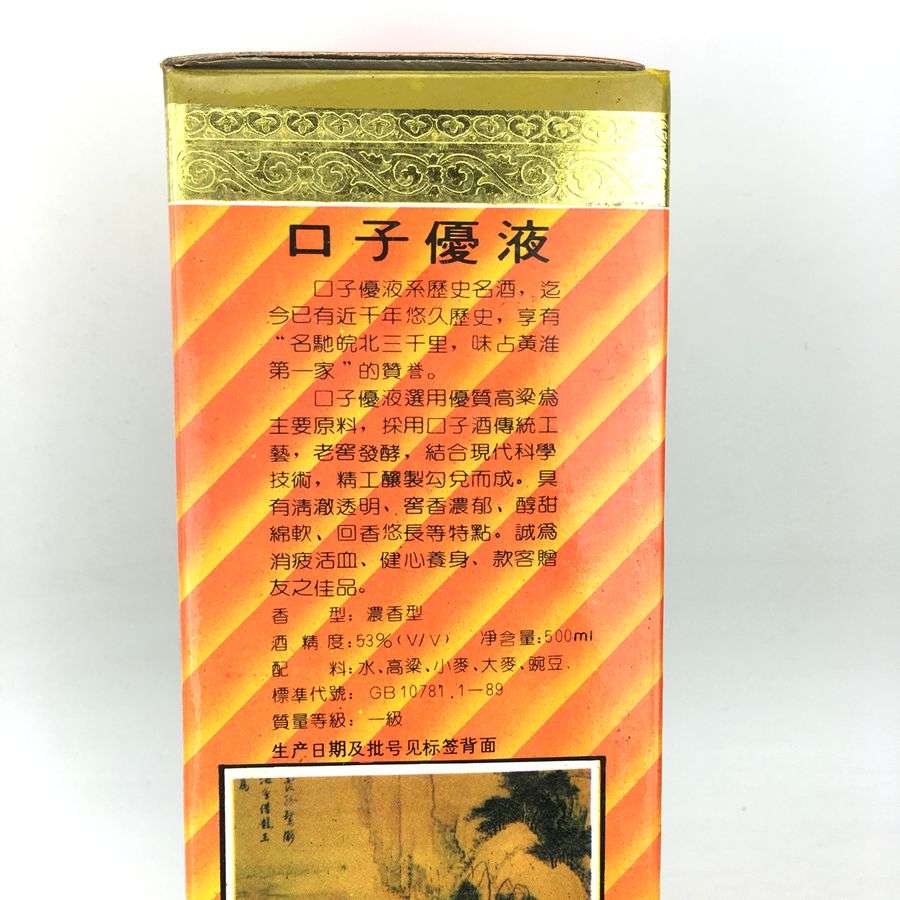 口子優液
口子優液系歷史名酒，迄
今已有近千年悠久歷史，享有
“名馳皖北三千里，味占黃淮
第一家”的贊誉。
口子優液選用優質高粱為
主要原料，採用口子酒傳統工
藝，老窖發酵，結合現代科學
技術，精工釀製勾兌而成。具
有清澈透明、窖香濃郁、醇甜
綿軟、回香悠長等特點。誠為
消疲活血、健心養身、款客贈
友之佳品。
香 型：濃香型
酒精度：53%(V/V) 净含量：500ml
配 料：水、高粱、小麥、大麥、豌豆.
標準代號：GB10781.1-89
質量等級：一級
生产日期及批号见标签背面